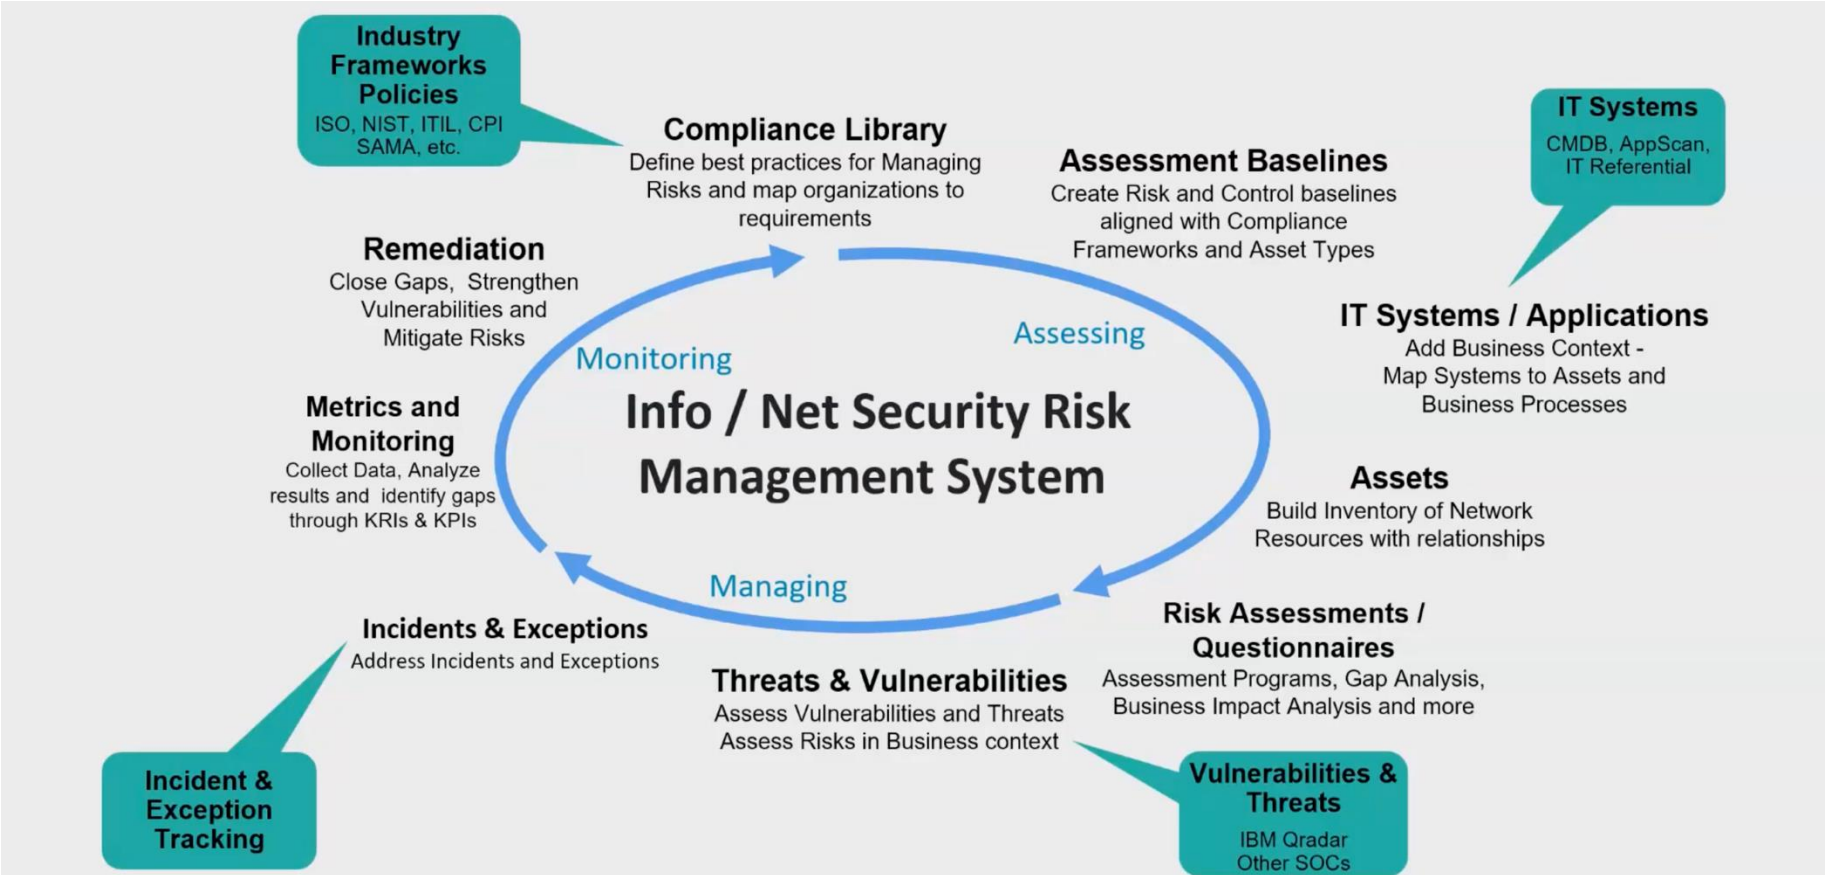 Industry
Frameworks
Policies
ISO, NIST, ITIL, CPI
SAMA, etc.
Compliance Library
Define best practices for Managing
Risks and map organizations to
requirements
Assessment Baselines
Create Risk and Control baselines
aligned with Compliance
Frameworks and Asset Types
IT Systems
CMDB, AppScan,
IT Referential
IT Systems / Applications
Add Business Context -
Map Systems to Assets and
Business Processes
Assets
Build Inventory of Network
Resources with relationships
Risk Assessments /
Questionnaires
Assessment Programs, Gap Analysis,
Business Impact Analysis and more
Threats & Vulnerabilities
Assess Vulnerabilities and Threats
Assess Risks in Business context
Vulnerabilities &
Threats
IBM Qradar
Other SOCs
Incidents & Exceptions
Address Incidents and Exceptions
Incident &
Exception
Tracking
Metrics and
Monitoring
Collect Data, Analyze
results and identify gaps
through KRIs & KPIs
Remediation
Close Gaps, Strengthen
Vulnerabilities and
Mitigate Risks
Monitoring
Assessing
Info / Net Security Risk
Management System
Managing